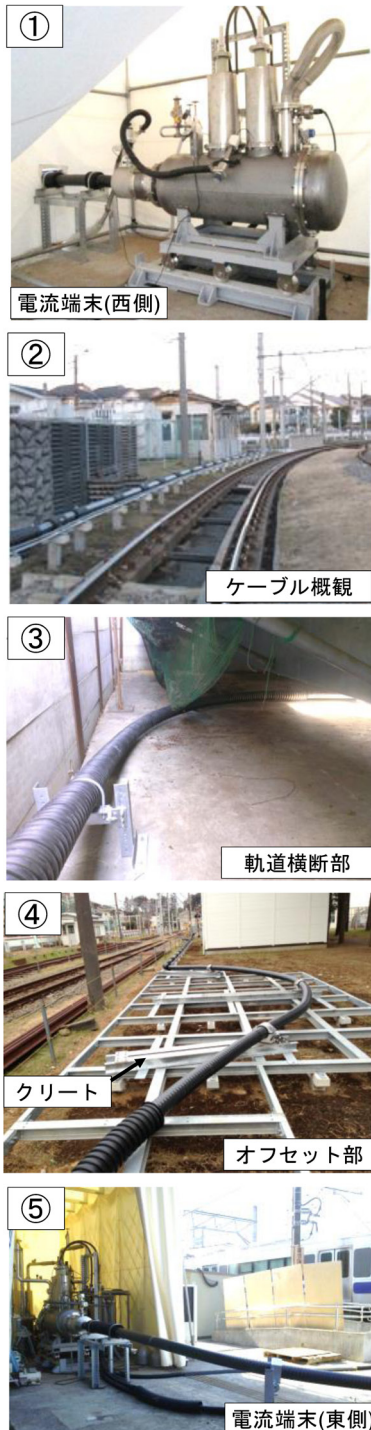 ①
電流端末(西側)
②
ケーブル概観
③
軌道横断部
④
クリート
オフセット部
⑤
電流端末(東側)